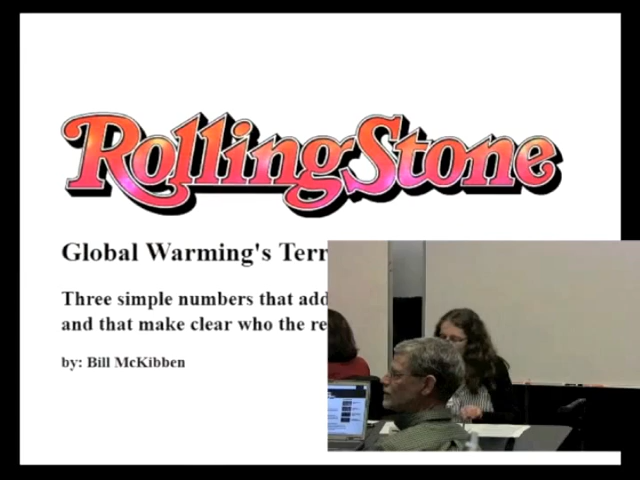 RollingStone
Global Warming's Terr
Three simple numbers that add
and that make clear who the re
by: Bill McKibben